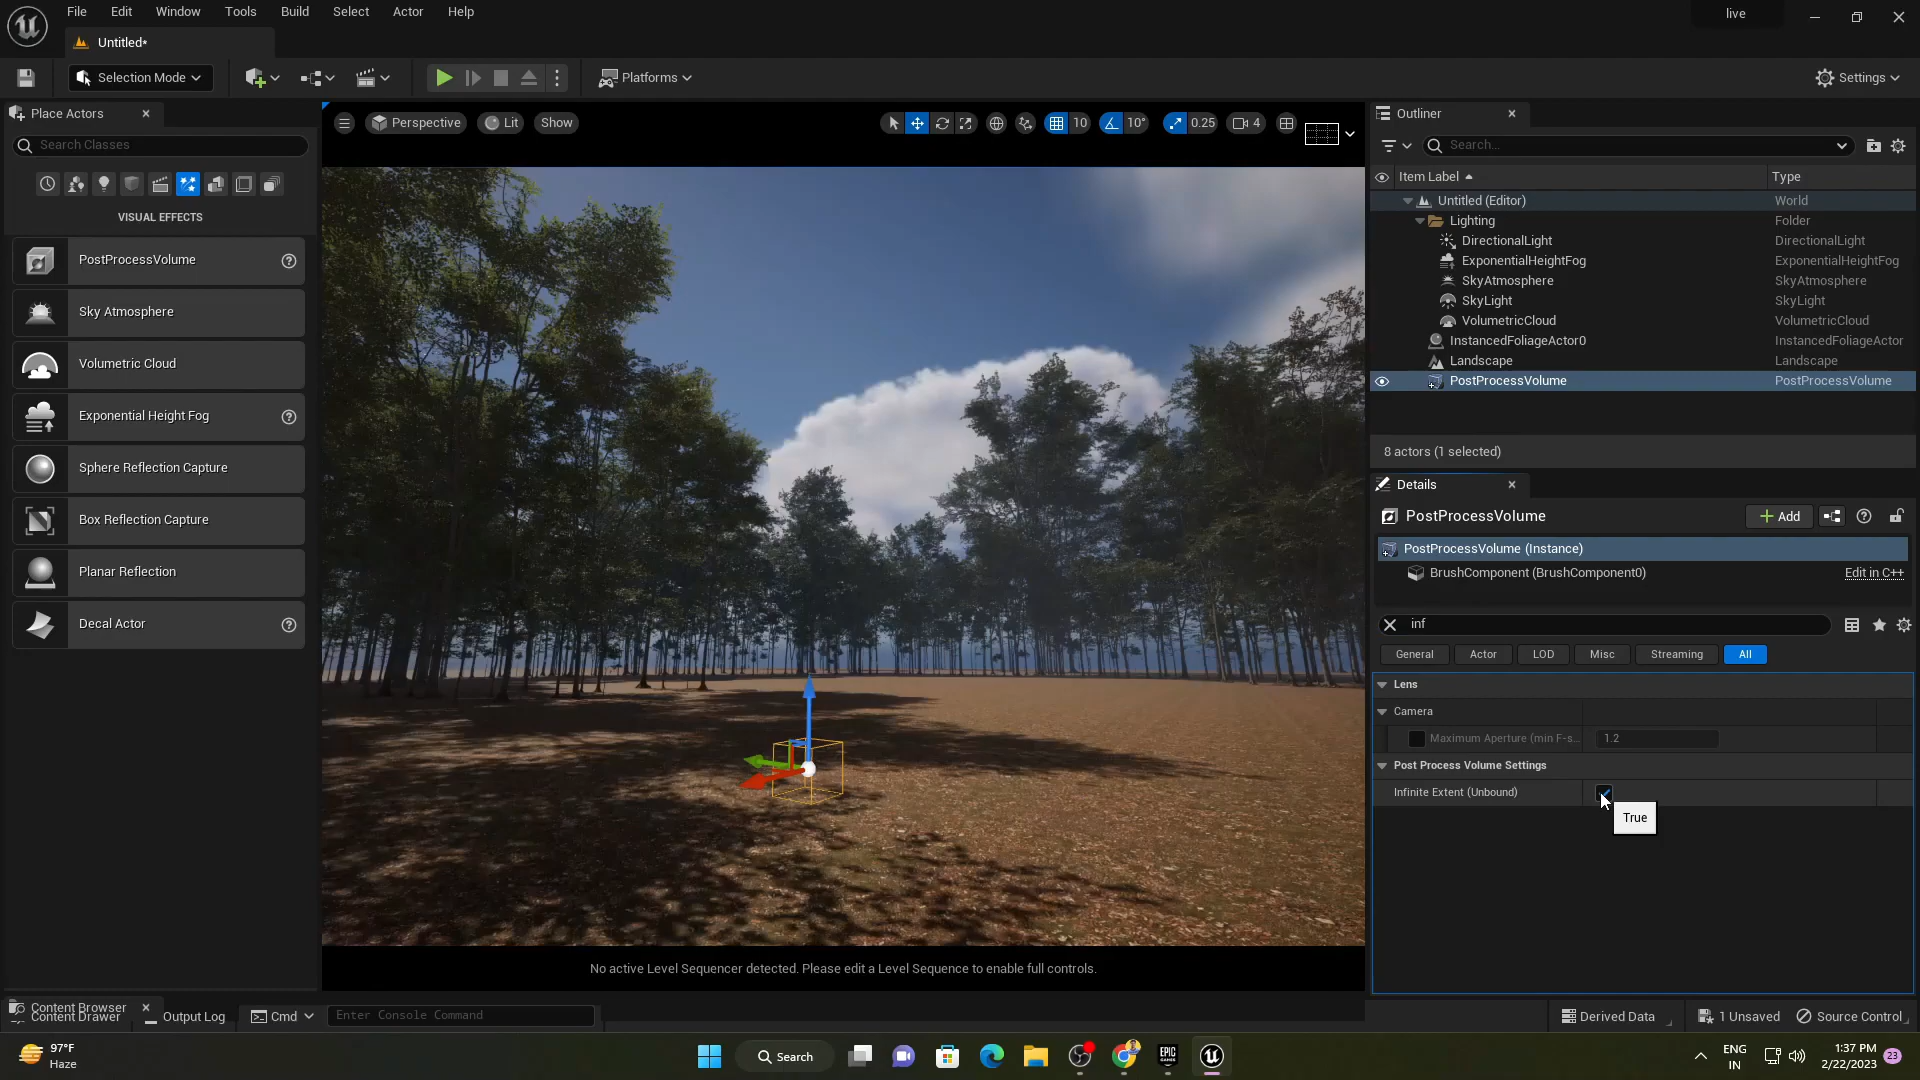 File Edit Window Tools Build Select Actor Help
live
Untitled*
Selection Mode
Platforms
Settings
Place Actors
Search Classes
VISUAL EFFECTS
PostProcessVolume
Sky Atmosphere
Volumetric Cloud
Exponential Height Fog
Sphere Reflection Capture
Box Reflection Capture
Planar Reflection
Decal Actor
Perspective Lit Show
10 10° 0.25 4
No active Level Sequencer detected. Please edit a Level Sequence to enable full controls.
Outliner
Search...
Item Label Type
Untitled (Editor) World
Lighting Folder
DirectionalLight DirectionalLight
ExponentialHeightFog ExponentialHeightFog
SkyAtmosphere SkyAtmosphere
SkyLight SkyLight
VolumetricCloud VolumetricCloud
InstancedFoliageActor0 InstancedFoliageActor
Landscape Landscape
PostProcessVolume PostProcessVolume
8 actors (1 selected)
Details
PostProcessVolume
Add
PostProcessVolume (Instance)
BrushComponent (BrushComponent0) Edit in C++
inf
General Actor LOD Misc Streaming All
Lens
Camera
Maximum Aperture (min F-s... 1.2
Post Process Volume Settings
Infinite Extent (Unbound)
True
Content Browser
Content Drawer Output Log Cmd Enter Console Command
Derived Data 1 Unsaved Source Control
97°F
Haze
Search
EPIC
GAMES
ENG
IN
1:37 PM
2/22/2023
23